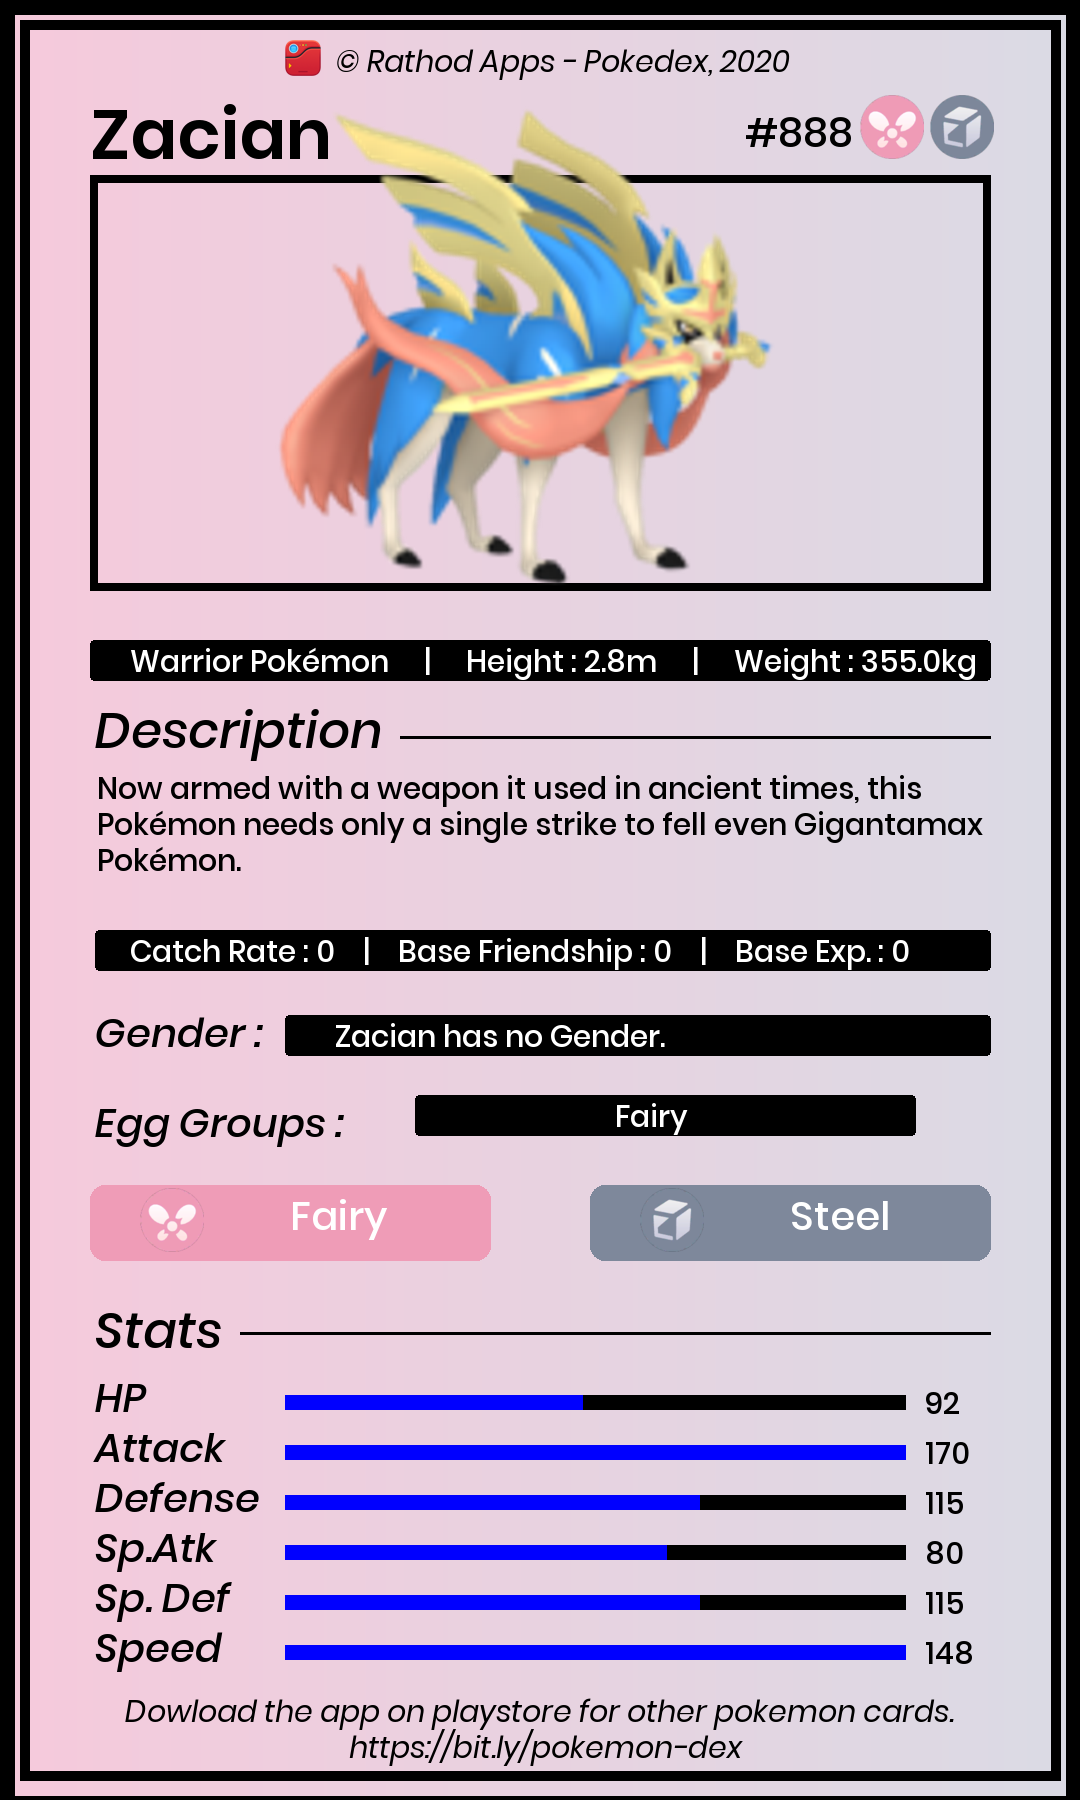 © Rathod Apps - Pokedex, 2020
Zacian #888
Warrior Pokémon | Height : 2.8m | Weight : 355.0kg
Description
Now armed with a weapon it used in ancient times, this
Pokémon needs only a single strike to fell even Gigantamax
Pokémon.
Catch Rate : 0 | Base Friendship : 0 | Base Exp. : 0
Gender : Zacian has no Gender.
Egg Groups : Fairy
Fairy Steel
Stats
HP 92
Attack 170
Defense 115
Sp.Atk 80
Sp. Def 115
Speed 148
Dowload the app on playstore for other pokemon cards.
https://bit.ly/pokemon-dex